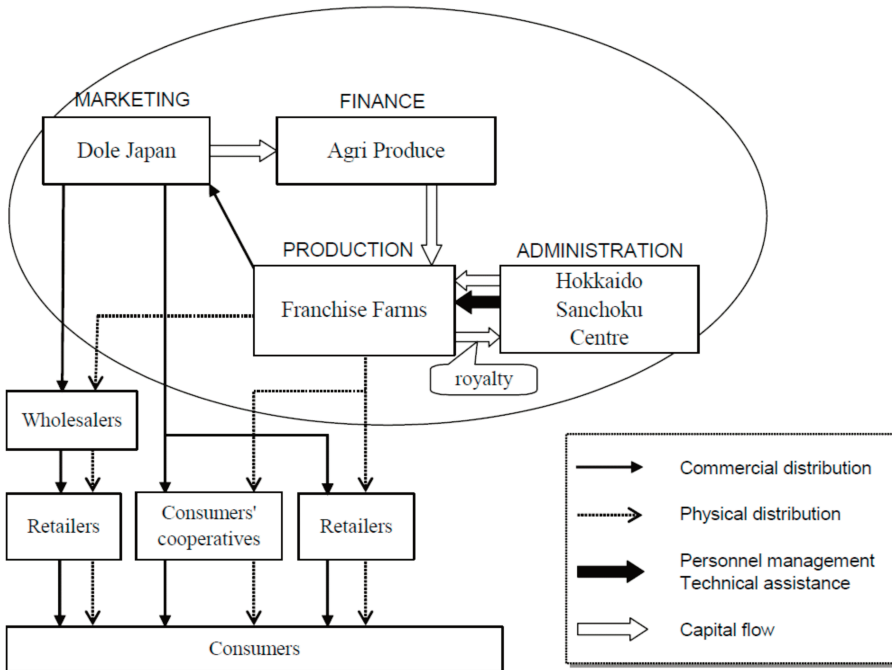 MARKETING
FINANCE
Dole Japan
Agri Produce
PRODUCTION
ADMINISTRATION
Franchise Farms
Hokkaido
Sanchoku
Centre
royalty
Wholesalers
Retailers
Consumers'
cooperatives
Retailers
Consumers
Commercial distribution
Physical distribution
Personnel management
Technical assistance
Capital flow